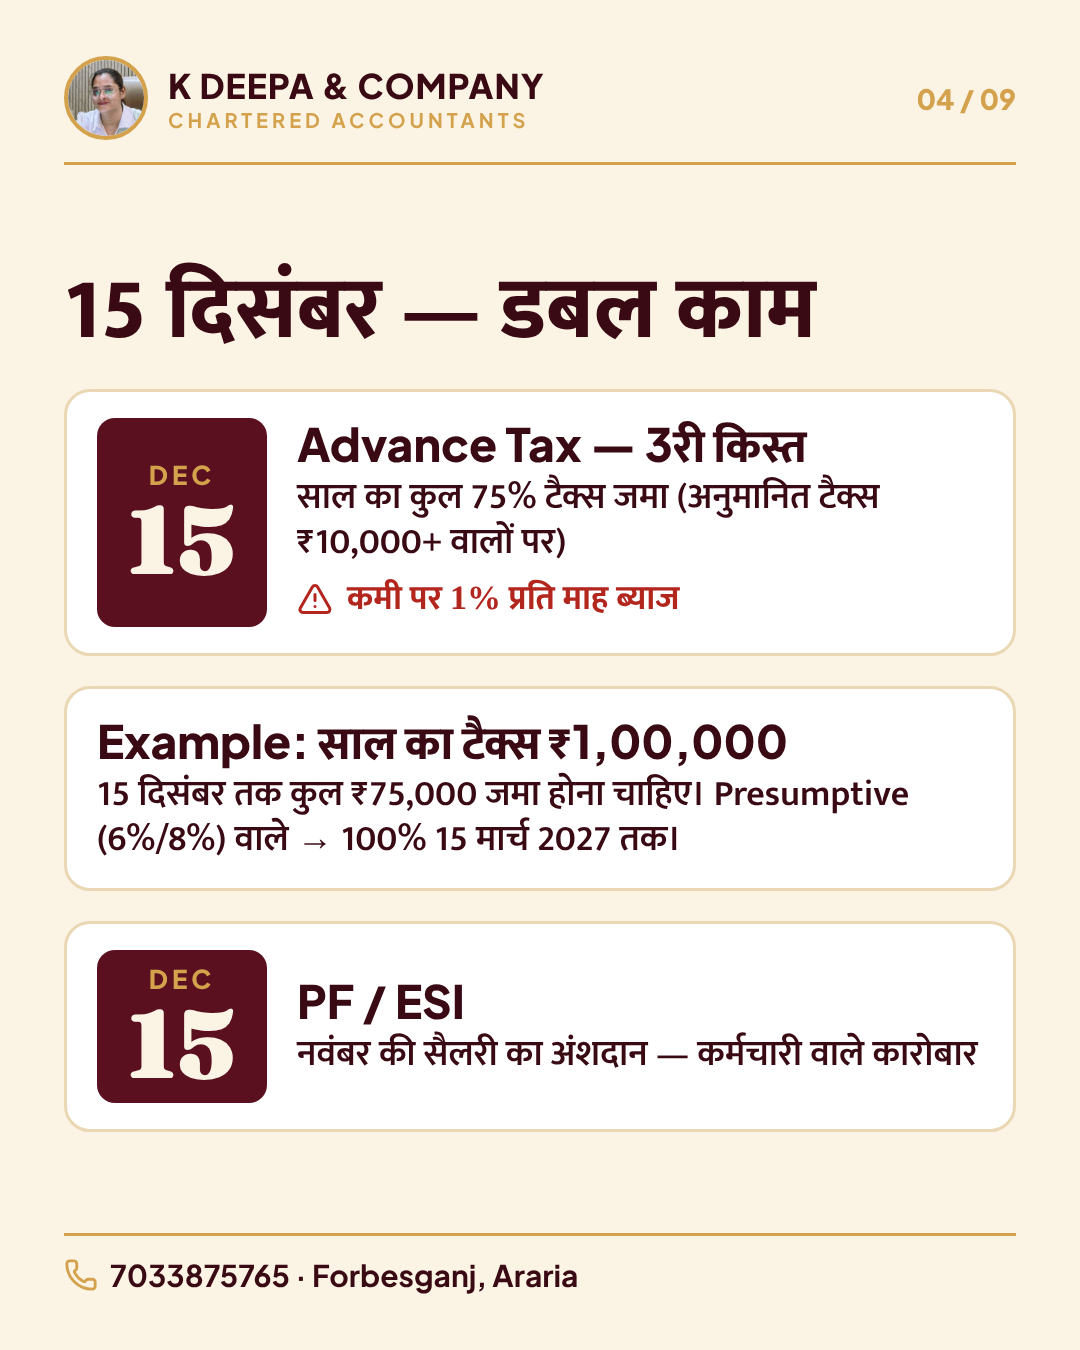 K DEEPA & COMPANY
CHARTERED ACCOUNTANTS
04 / 09
15 दिसंबर — डबल काम
DEC
15
Advance Tax — 3री किस्त
साल का कुल 75% टैक्स जमा (अनुमानित टैक्स
₹10,000+ वालों पर)
कमी पर 1% प्रति माह ब्याज
Example: साल का टैक्स ₹1,00,000
15 दिसंबर तक कुल ₹75,000 जमा होना चाहिए। Presumptive
(6%/8%) वाले → 100% 15 मार्च 2027 तक।
DEC
15
PF / ESI
नवंबर की सैलरी का अंशदान — कर्मचारी वाले कारोबार
7033875765 · Forbesganj, Araria